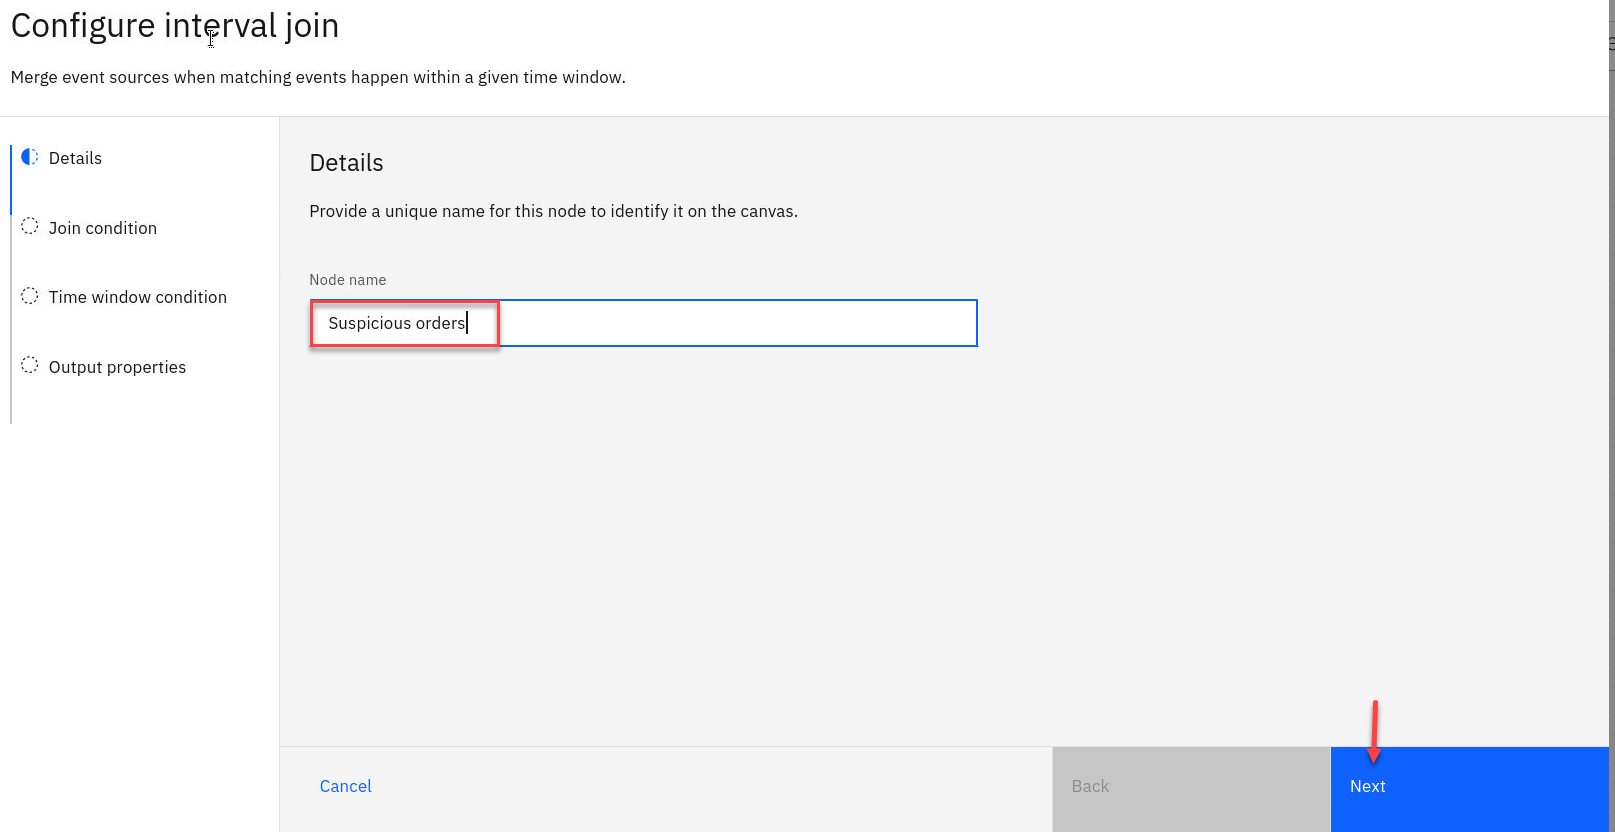 Configure interval join
Merge event sources when matching events happen within a given time window.
Details
Join condition
Time window condition
Output properties
Details
Provide a unique name for this node to identify it on the canvas.
Node name
Suspicious orders
Cancel
Back
Next